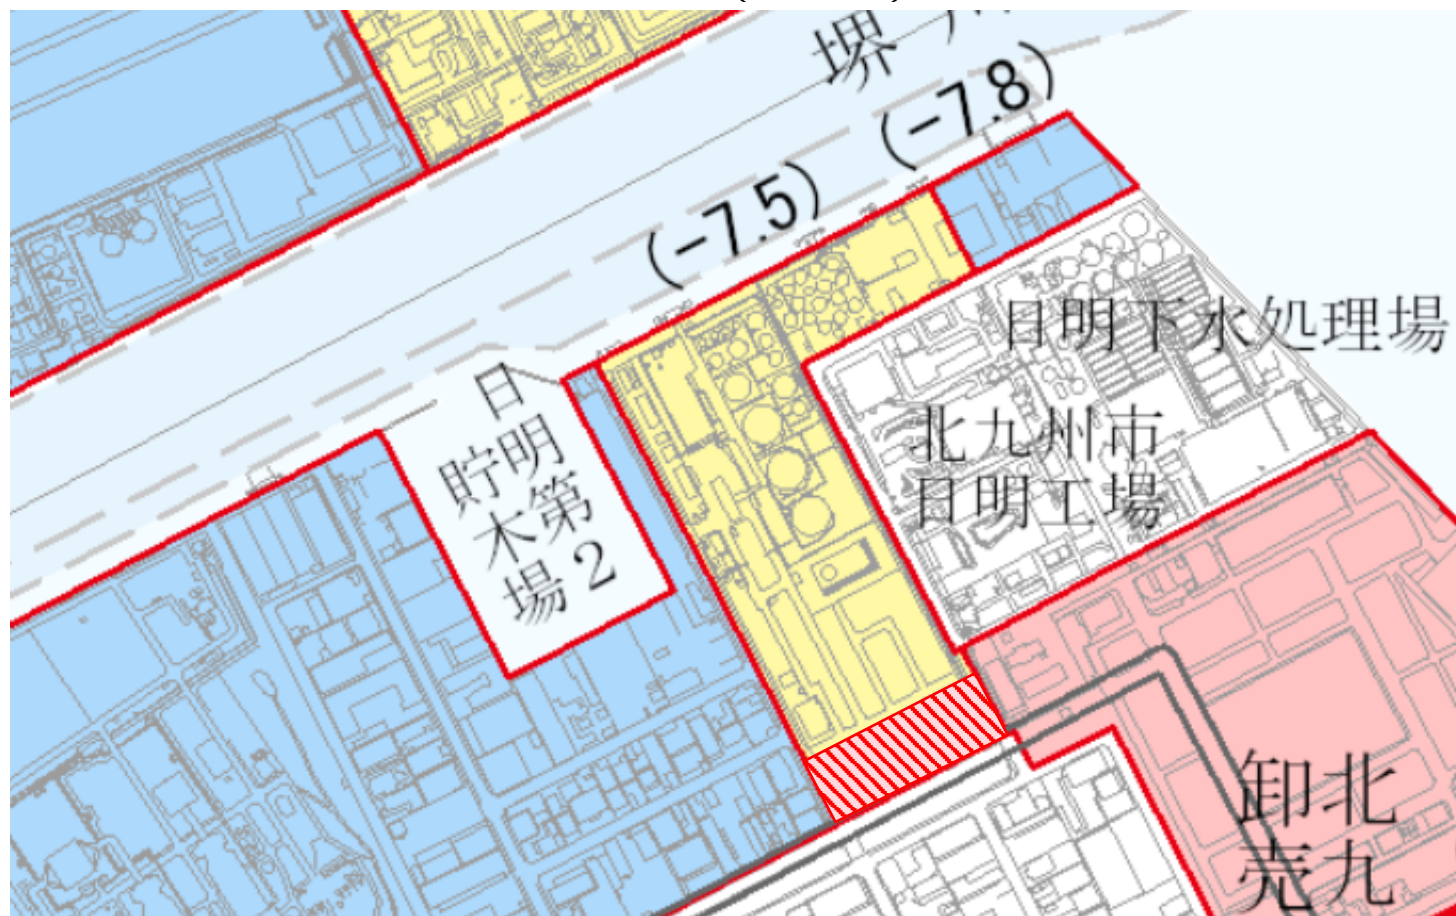 堺
(-7.8)
(-7.5)
日明下水処理場
日明第2
貯木場
北九州市
日明工場
北九
卸売